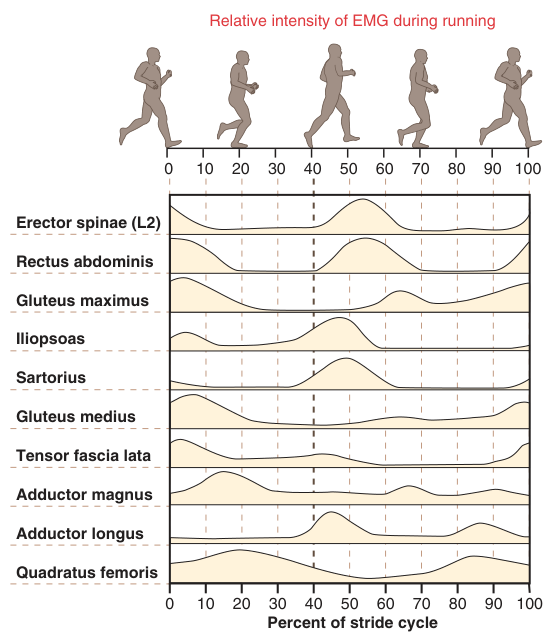 Relative intensity of EMG during running
0 10 20 30 40 50 60 70 80 90 100
Erector spinae (L2)
Rectus abdominis
Gluteus maximus
Iliopsoas
Sartorius
Gluteus medius
Tensor fascia lata
Adductor magnus
Adductor longus
Quadratus femoris
0 10 20 30 40 50 60 70 80 90 100
Percent of stride cycle